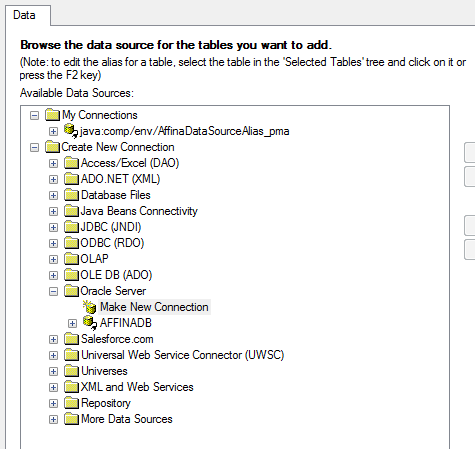 Data
Browse the data source for the tables you want to add.
(Note: to edit the alias for a table, select the table in the 'Selected Tables' tree and click on it or
press the F2 key)
Available Data Sources:
My Connections
java:comp/env/AffinaDataSourceAlias_pma
Create New Connection
Access/Excel (DAO)
ADO.NET (XML)
Database Files
Java Beans Connectivity
JDBC (JNDI)
ODBC (RDO)
OLAP
OLE DB (ADO)
Oracle Server
Make New Connection
AFFINADB
Salesforce.com
Universal Web Service Connector (UWSC)
Universes
XML and Web Services
Repository
More Data Sources